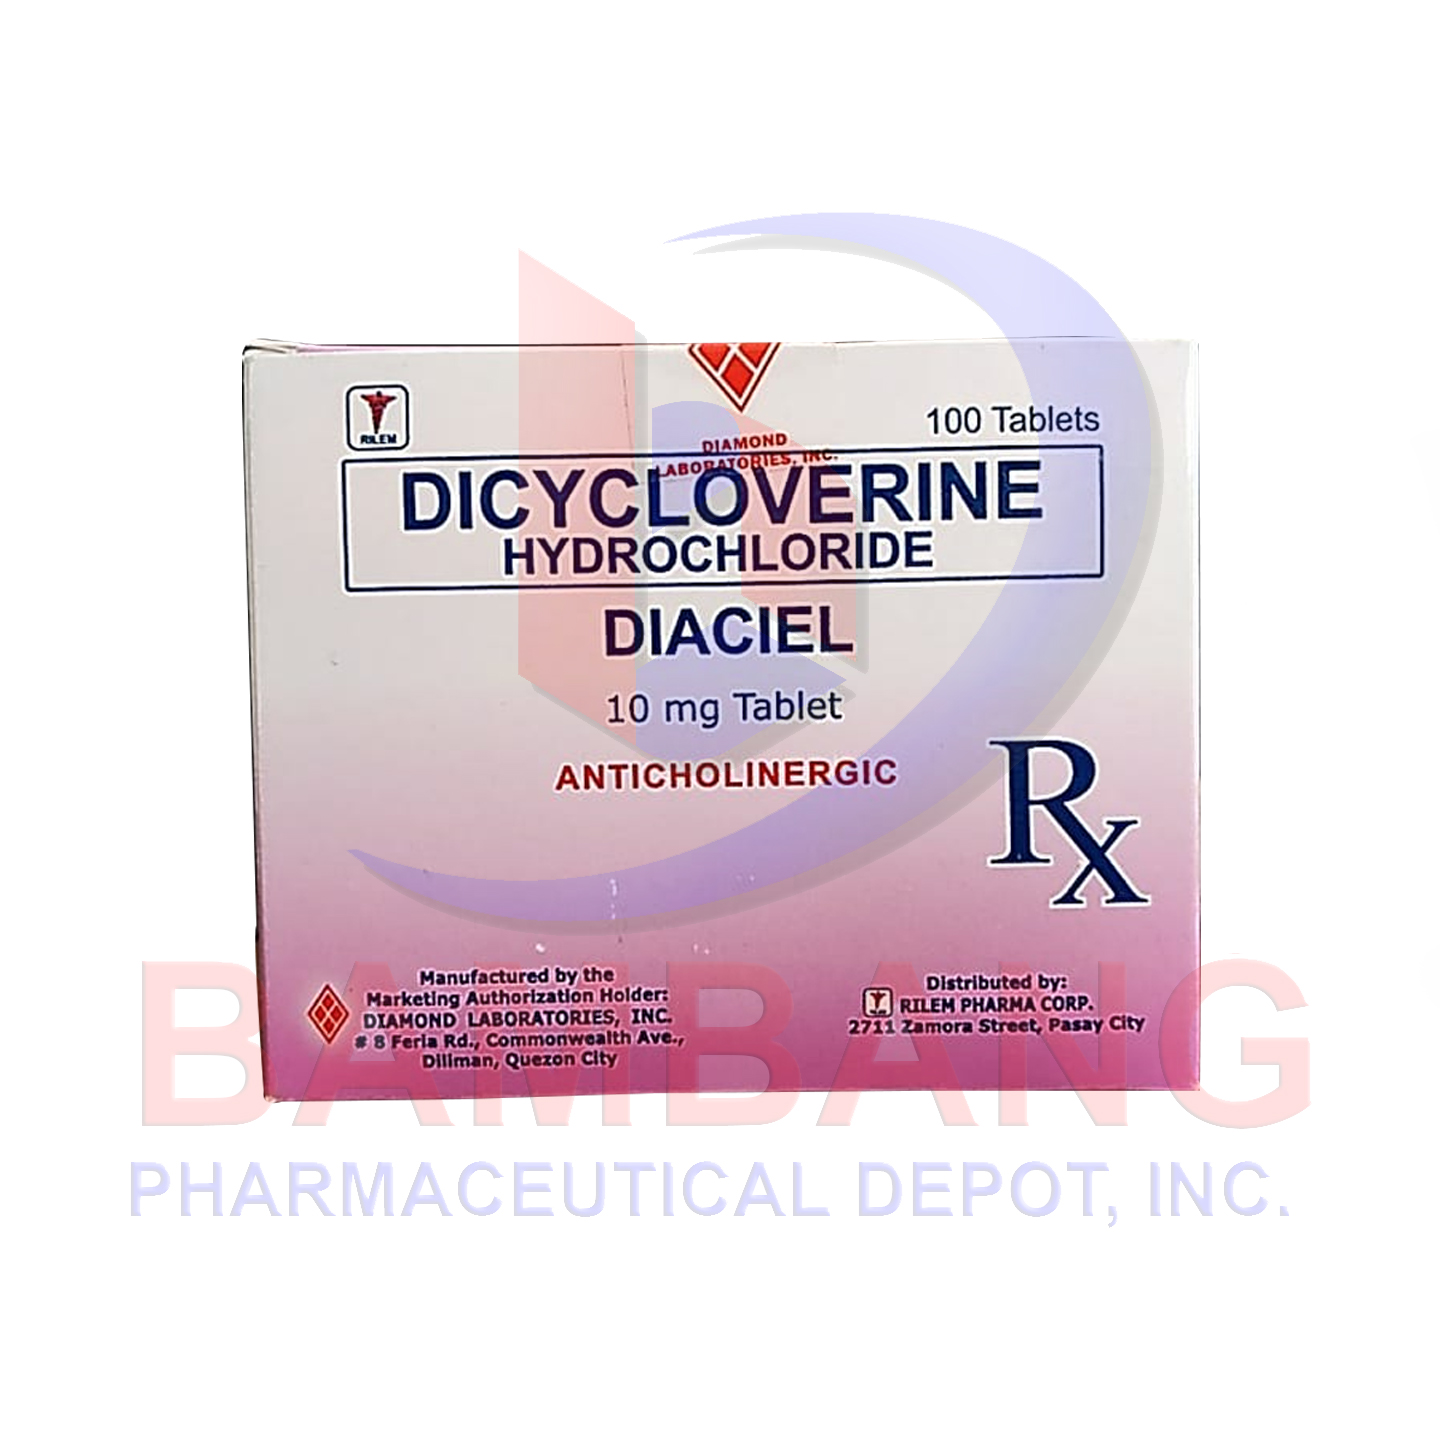 RILEM
100 Tablets
DIAMOND
LABORATORIES, INC.
DICYCLOVERINE
HYDROCHLORIDE
DIACIEL
10 mg Tablet
ANTICHOLINERGIC
Rx
Manufactured by the
Marketing Authorization Holder:
DIAMOND LABORATORIES, INC.
# 8 Feria Rd., Commonwealth Ave.,
Diliman, Quezon City
Distributed by:
RILEM PHARMA CORP.
2711 Zamora Street, Pasay City
BAMBANG
PHARMACEUTICAL DEPOT, INC.